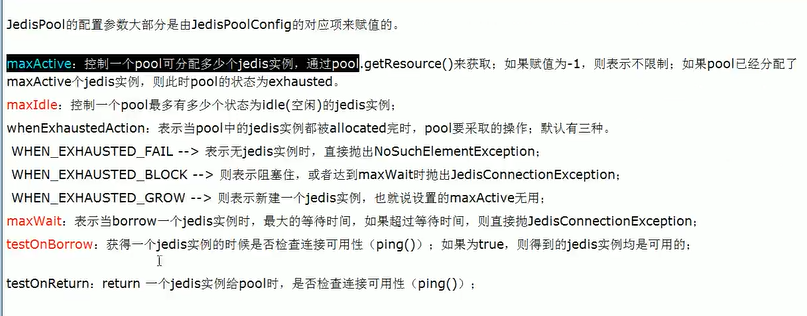 JedisPool的配置参数大部分是由JedisPoolConfig的对应项来赋值的。
maxActive：控制一个pool可分配多少个jedis实例，通过pool.getResource()来获取；如果赋值为-1，则表示不限制；如果pool已经分配了
maxActive个jedis实例，则此时pool的状态为exhausted。
maxIdle：控制一个pool最多有多少个状态为idle(空闲)的jedis实例；
whenExhaustedAction：表示当pool中的jedis实例都被allocated完时，pool要采取的操作；默认有三种。
WHEN_EXHAUSTED_FAIL --> 表示无jedis实例时，直接抛出NoSuchElementException；
WHEN_EXHAUSTED_BLOCK --> 则表示阻塞住，或者达到maxWait时抛出JedisConnectionException；
WHEN_EXHAUSTED_GROW --> 则表示新建一个jedis实例，也就说设置的maxActive无用；
maxWait：表示当borrow一个jedis实例时，最大的等待时间，如果超过等待时间，则直接抛JedisConnectionException；
testOnBorrow：获得一个jedis实例的时候是否检查连接可用性（ping()）；如果为true，则得到的jedis实例均是可用的；
testOnReturn：return 一个jedis实例给pool时，是否检查连接可用性（ping()）；